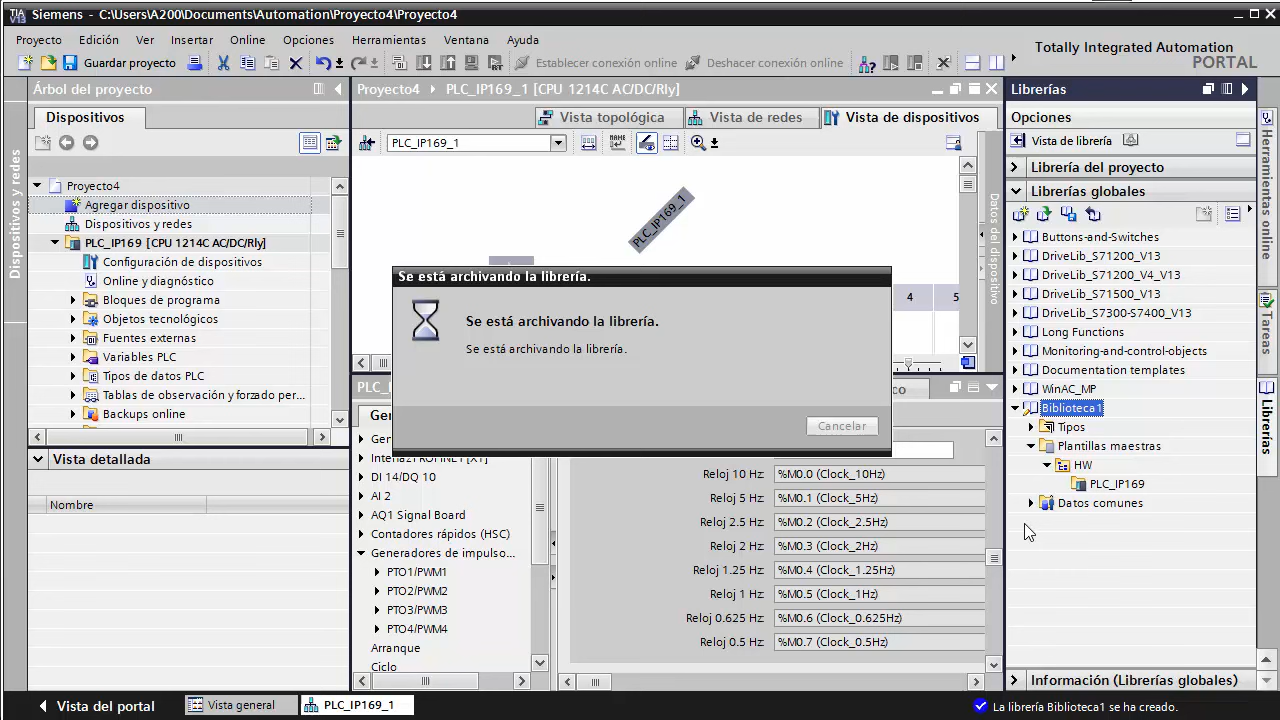 Siemens - C:\Users\A200\Documents\Automation\Proyecto4\Proyecto4
Proyecto Edición Ver Insertar Online Opciones Herramientas Ventana Ayuda
Totally Integrated Automation
PORTAL
Guardar proyecto
Establecer conexión online
Deshacer conexión online
Árbol del proyecto
Dispositivos
Dispositivos y redes
Proyecto4
Agregar dispositivo
Dispositivos y redes
PLC_IP169 [CPU 1214C AC/DC/Rly]
Configuración de dispositivos
Online y diagnóstico
Bloques de programa
Objetos tecnológicos
Fuentes externas
Variables PLC
Tipos de datos PLC
Tablas de observación y forzado per...
Backups online
Vista detallada
Nombre
Proyecto4 PLC_IP169_1 [CPU 1214C AC/DC/Rly]
Vista topológica
Vista de redes
Vista de dispositivos
PLC_IP169_1
PLC_IP169_1
4 5
Datos del dispositivo
Se está archivando la librería.
Se está archivando la librería.
Se está archivando la librería.
Cancelar
DI 14/DQ 10
AI 2
AQ1 Signal Board
Contadores rápidos (HSC)
Generadores de impulso...
PTO1/PWM1
PTO2/PWM2
PTO3/PWM3
PTO4/PWM4
Arranque
Ciclo
Reloj 10 Hz: %M0.0 (Clock_10Hz)
Reloj 5 Hz: %M0.1 (Clock_5Hz)
Reloj 2.5 Hz: %M0.2 (Clock_2.5Hz)
Reloj 2 Hz: %M0.3 (Clock_2Hz)
Reloj 1.25 Hz: %M0.4 (Clock_1.25Hz)
Reloj 1 Hz: %M0.5 (Clock_1Hz)
Reloj 0.625 Hz: %M0.6 (Clock_0.625Hz)
Reloj 0.5 Hz: %M0.7 (Clock_0.5Hz)
Librerías
Opciones
Vista de librería
Librería del proyecto
Librerías globales
Buttons-and-Switches
DriveLib_S71200_V13
DriveLib_S71200_V4_V13
DriveLib_S71500_V13
DriveLib_S7300-S7400_V13
Long Functions
Monitoring-and-control-objects
Documentation templates
WinAC_MP
Biblioteca1
Tipos
Plantillas maestras
HW
PLC_IP169
Datos comunes
Información (Librerías globales)
Herramientas online
Tareas
Librerías
Vista del portal
Vista general
PLC_IP169_1
La librería Biblioteca1 se ha creado.